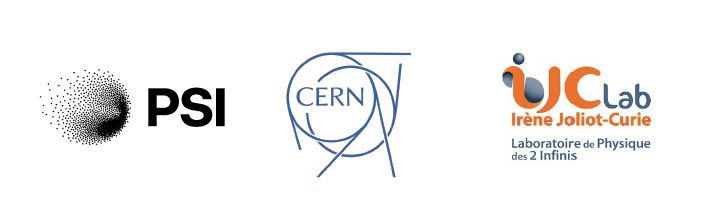 PSI
CERN
IJCLab
Irène Joliot-Curie
Laboratoire de Physique
des 2 Infinis